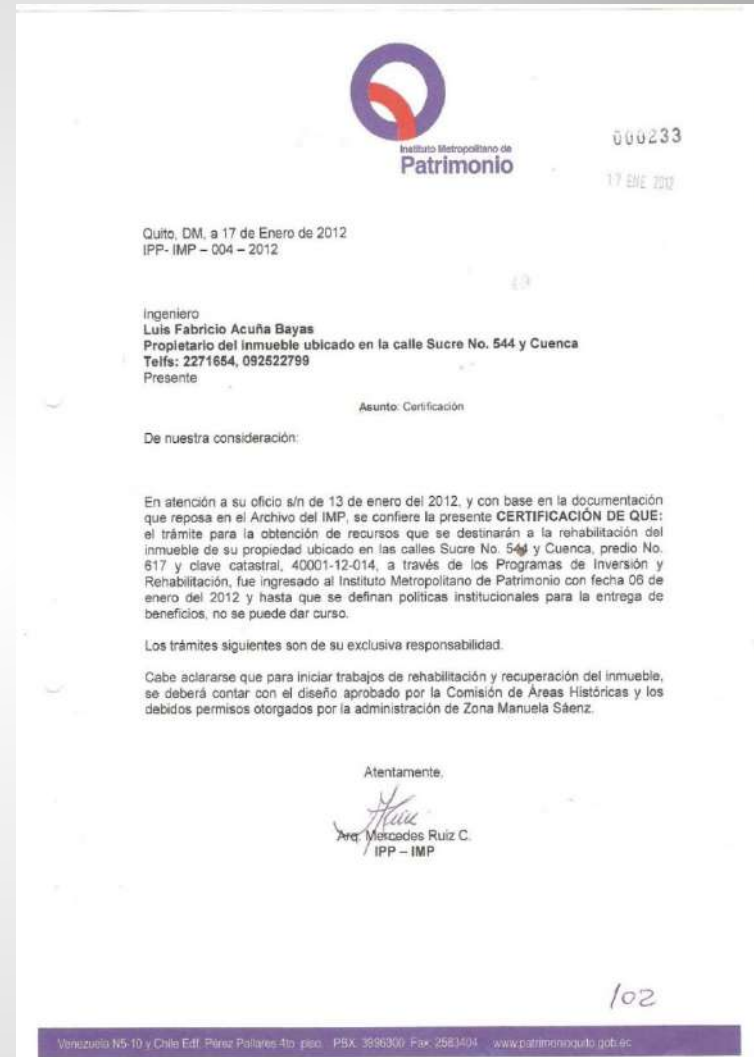 Instituto Metropolitano de
Patrimonio
000233
17 ENE 2012
Quito, DM, a 17 de Enero de 2012
IPP- IMP – 004 – 2012
49
Ingeniero
Luis Fabricio Acuña Bayas
Propietario del inmueble ubicado en la calle Sucre No. 544 y Cuenca
Telfs: 2271654, 092522799
Presente
Asunto: Certificación
De nuestra consideración:
En atención a su oficio s/n de 13 de enero del 2012, y con base en la documentación
que reposa en el Archivo del IMP, se confiere la presente CERTIFICACIÓN DE QUE:
el trámite para la obtención de recursos que se destinarán a la rehabilitación del
inmueble de su propiedad ubicado en las calles Sucre No. 544 y Cuenca, predio No.
617 y clave catastral, 40001-12-014, a través de los Programas de Inversión y
Rehabilitación, fue ingresado al Instituto Metropolitano de Patrimonio con fecha 06 de
enero del 2012 y hasta que se definan políticas institucionales para la entrega de
beneficios, no se puede dar curso.
Los trámites siguientes son de su exclusiva responsabilidad.
Cabe aclararse que para iniciar trabajos de rehabilitación y recuperación del inmueble,
se deberá contar con el diseño aprobado por la Comisión de Áreas Históricas y los
debidos permisos otorgados por la administración de Zona Manuela Sáenz.
Atentamente,
Arq. Mercedes Ruiz C.
IPP – IMP
102
Venezuela N5-10 y Chile Edf. Pérez Pallares 4to. piso PBX: 3996300 Fax: 2583404 www.patrimonioquito.gob.ec